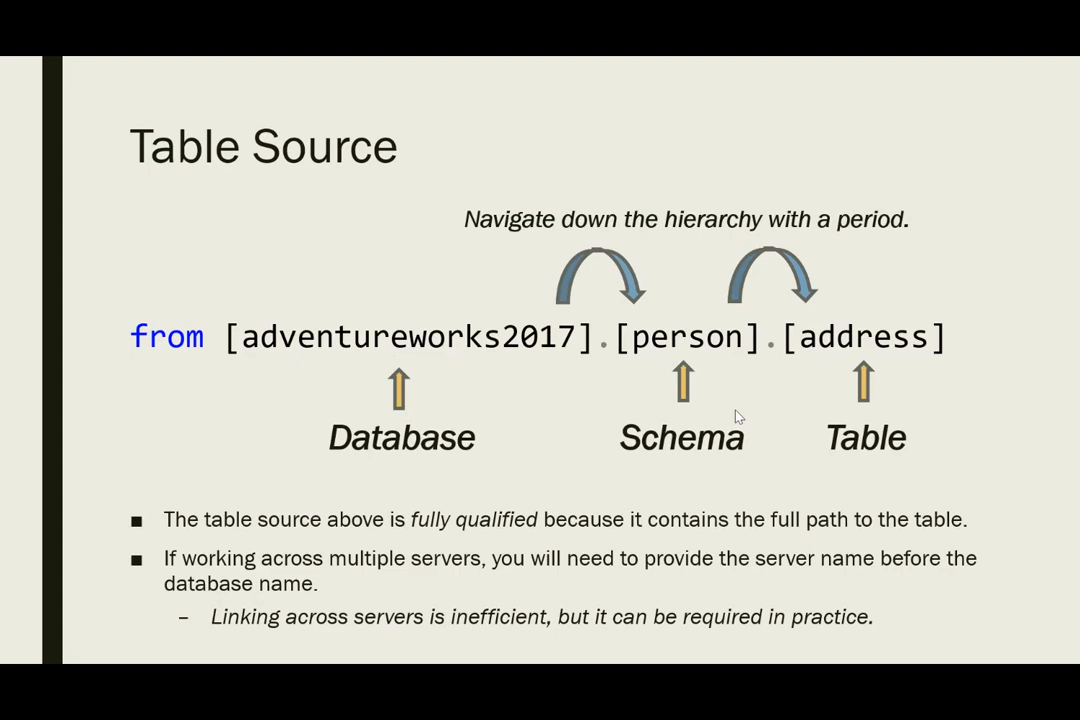 Table Source
Navigate down the hierarchy with a period.
from [adventureworks2017].[person].[address]
Database Schema Table
■ The table source above is fully qualified because it contains the full path to the table.
■ If working across multiple servers, you will need to provide the server name before the
database name.
– Linking across servers is inefficient, but it can be required in practice.